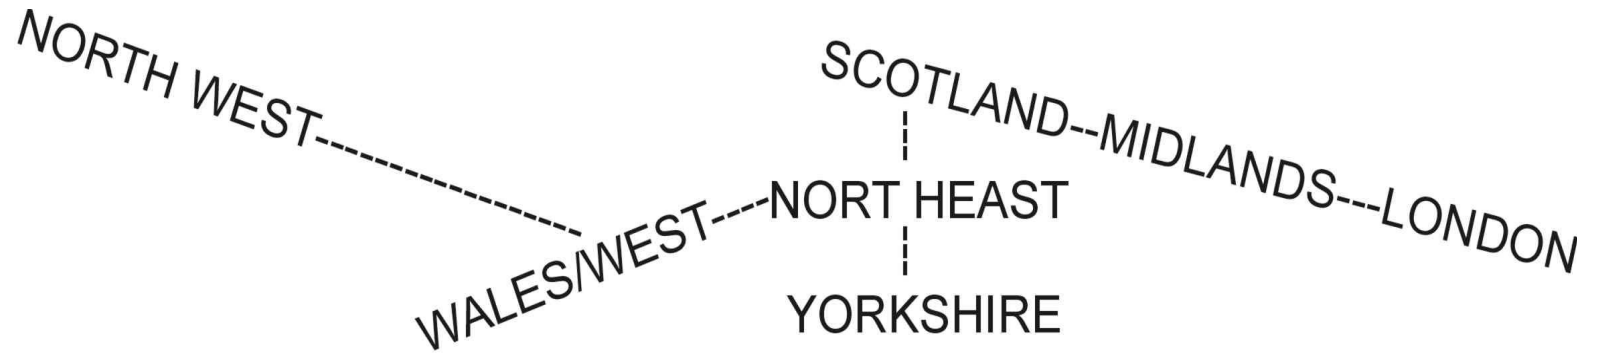 NORTH WEST
SCOTLAND--MIDLANDS---LONDON
WALES/WEST----NORT HEAST
YORKSHIRE